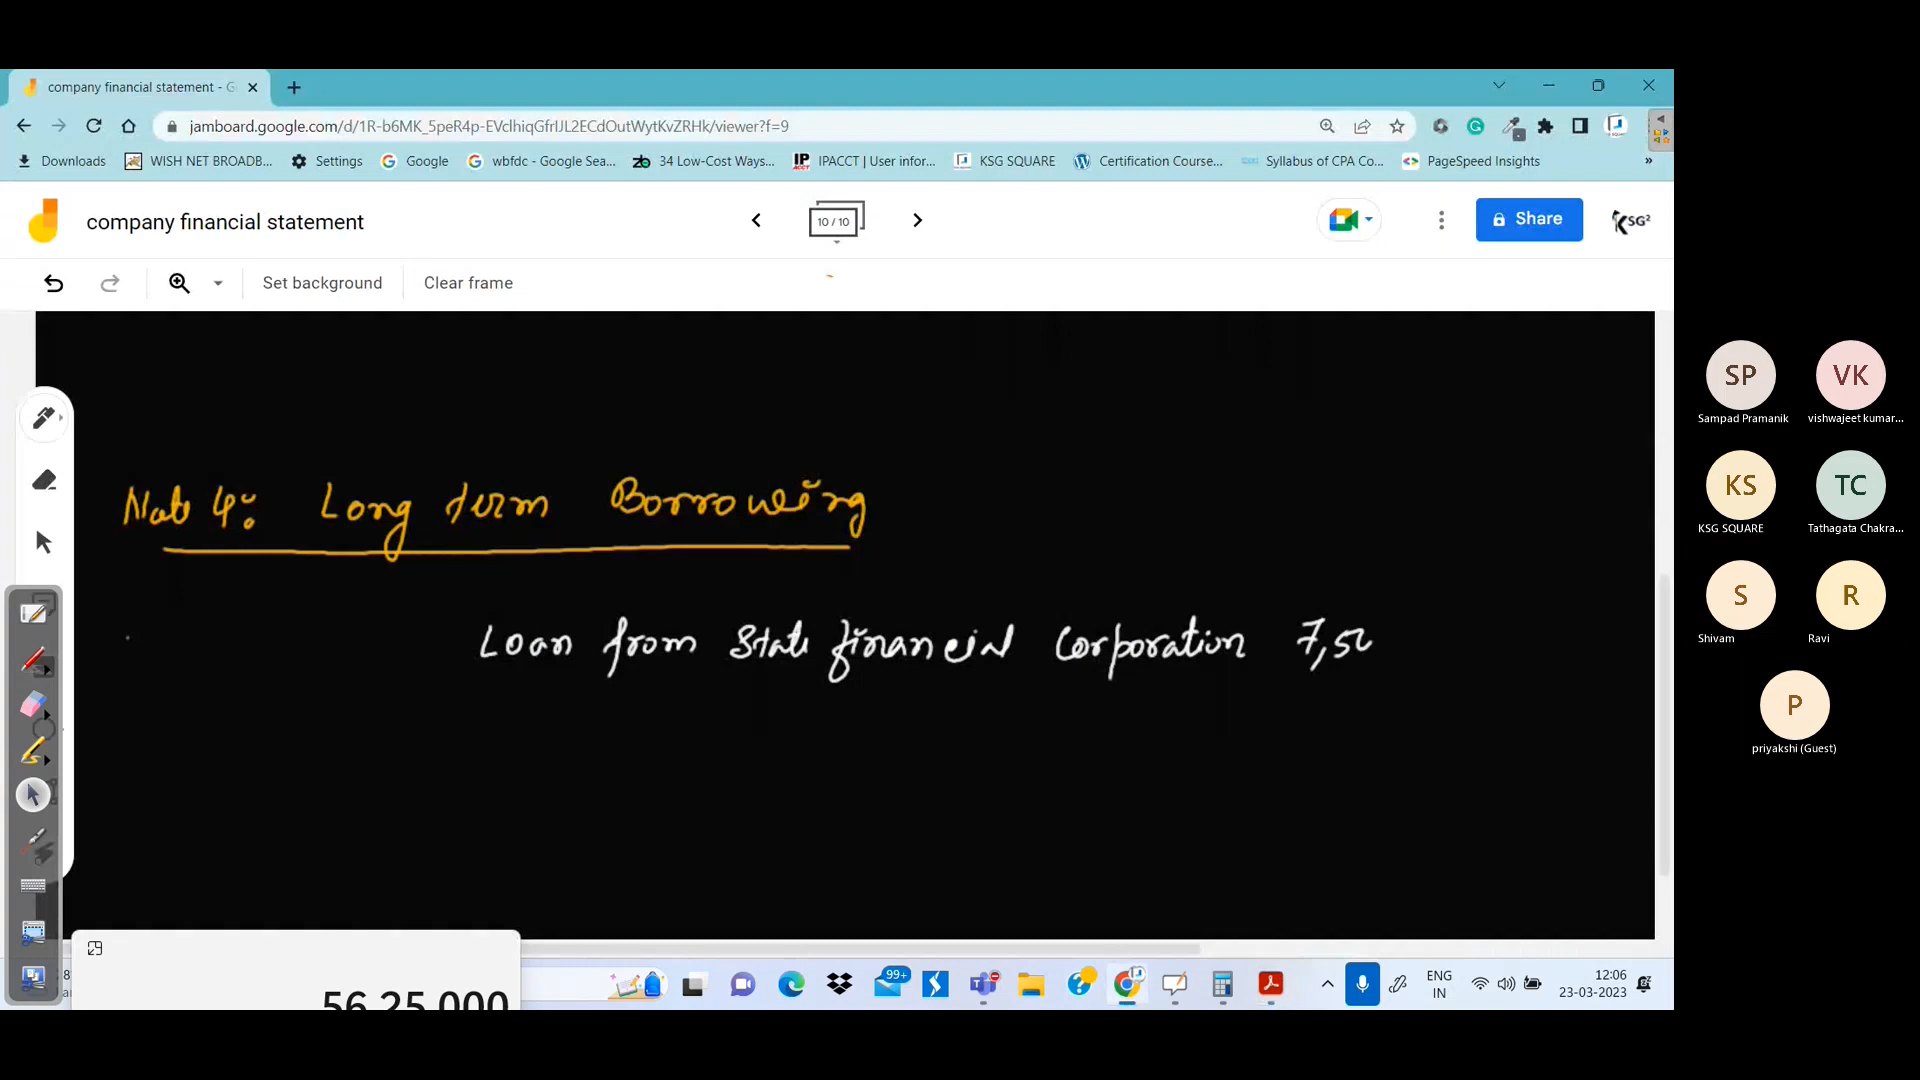 company financial statement - G
jamboard.google.com/d/1R-b6MK_5peR4p-EVclhiqGfrIJL2ECdOutWytKvZRHk/viewer?f=9
Downloads WISH NET BROADB... Settings Google wbfdc - Google Sea... 34 Low-Cost Ways... IPACCT | User infor... KSG SQUARE Certification Course... Syllabus of CPA Co... PageSpeed Insights »
company financial statement 10 / 10 Share KSG²
Set background Clear frame
Note 4: Long term Borrowing
Loan from State financial Corporation 7,50
SP VK
Sampad Pramanik vishwajeet kumar...
KS TC
KSG SQUARE Tathagata Chakra...
S R
Shivam Ravi
P
priyakshi (Guest)
56,25,000
99+
ENG
IN
12:06
23-03-2023